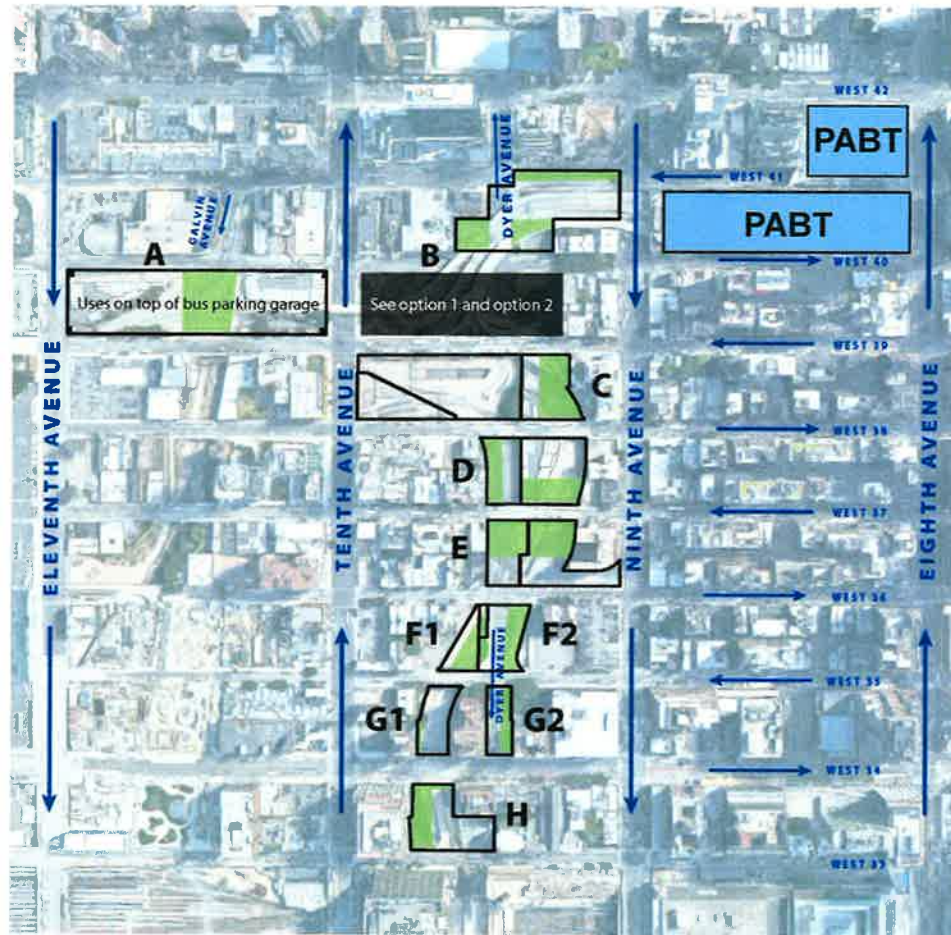 WEST 42
PABT
DYER AVENUE
WEST 41
GALVIN
AVENUE
PABT
A
B
WEST 40
Uses on top of bus parking garage
See option 1 and option 2
WEST 39
C
WEST 38
ELEVENTH AVENUE
TENTH AVENUE
NINTH AVENUE
EIGHTH AVENUE
D
WEST 37
E
WEST 36
F1
F2
DYER AVENUE
WEST 35
G1
G2
WEST 34
H
WEST 33